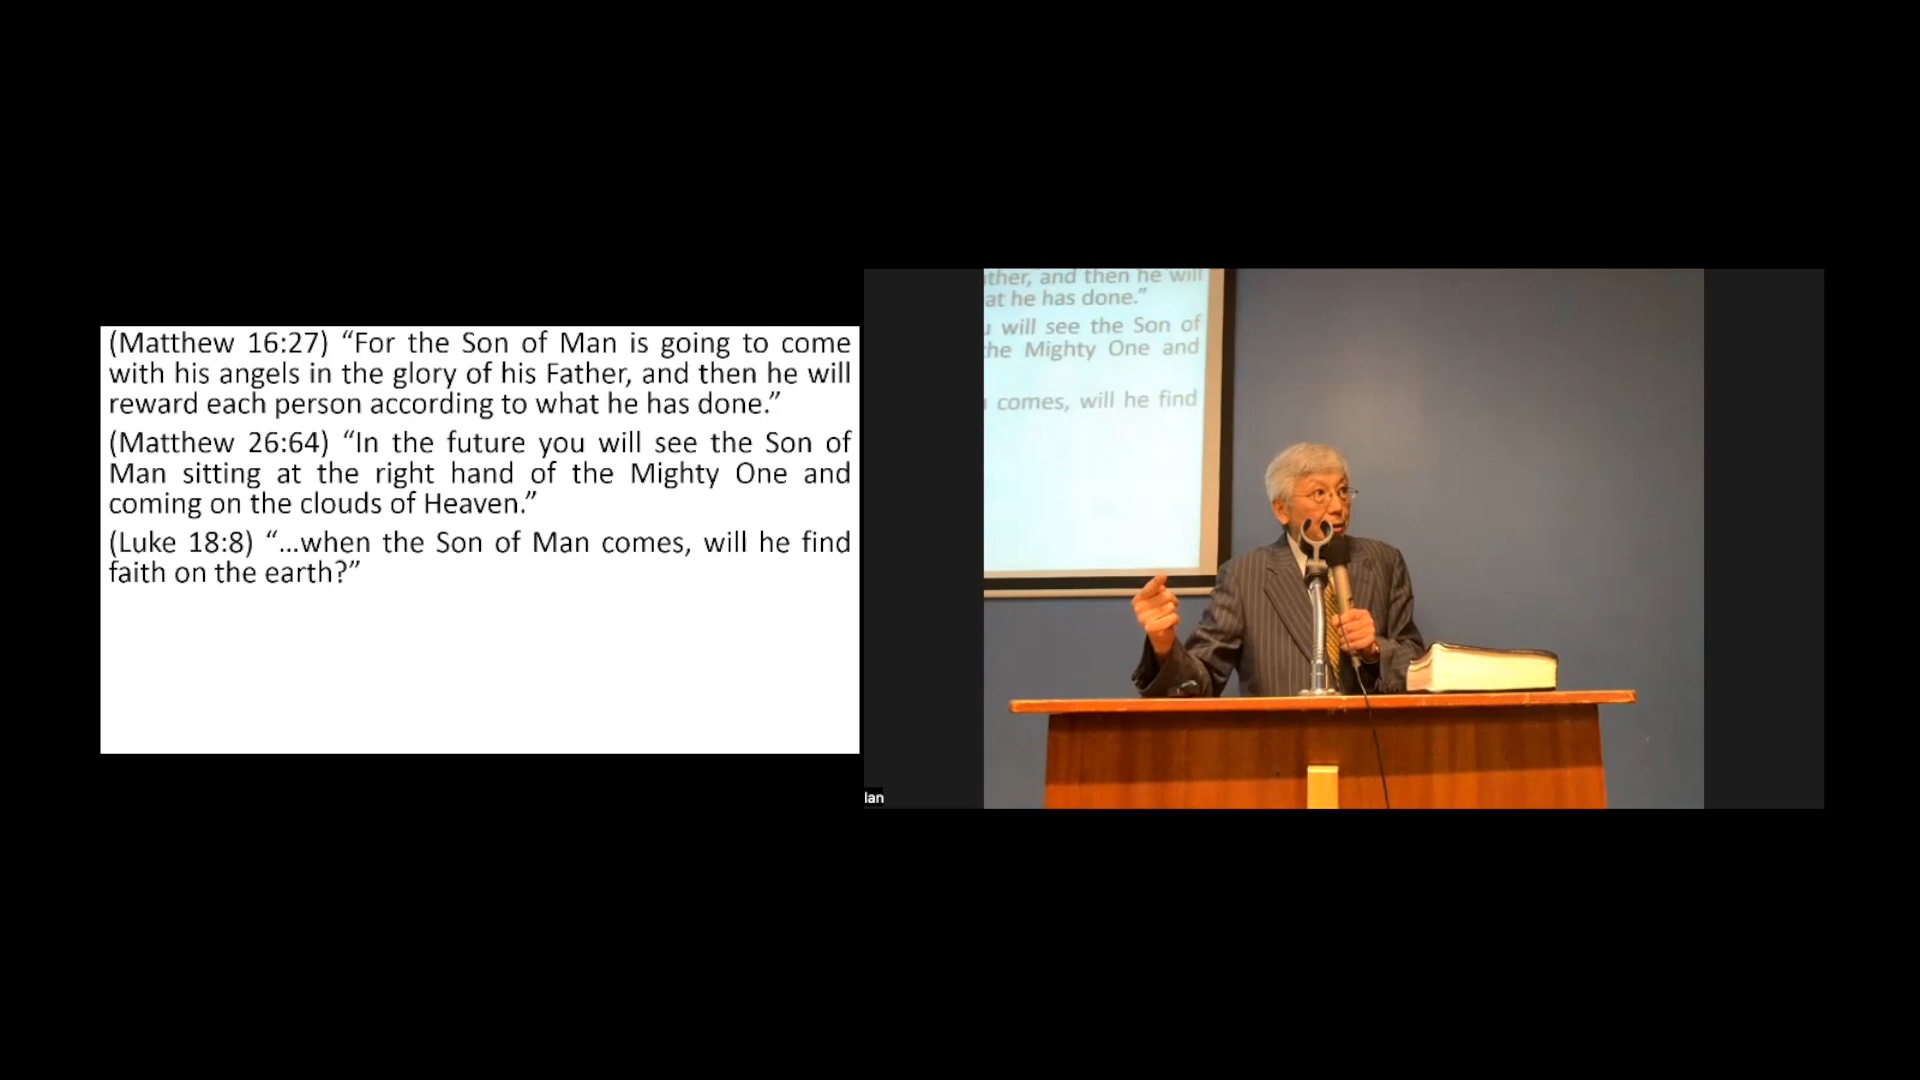 (Matthew 16:27) “For the Son of Man is going to come
with his angels in the glory of his Father, and then he will
reward each person according to what he has done.”
(Matthew 26:64) “In the future you will see the Son of
Man sitting at the right hand of the Mighty One and
coming on the clouds of Heaven.”
(Luke 18:8) “...when the Son of Man comes, will he find
faith on the earth?”
ther, and then he will
at he has done.”
u will see the Son of
the Mighty One and
comes, will he find
lan